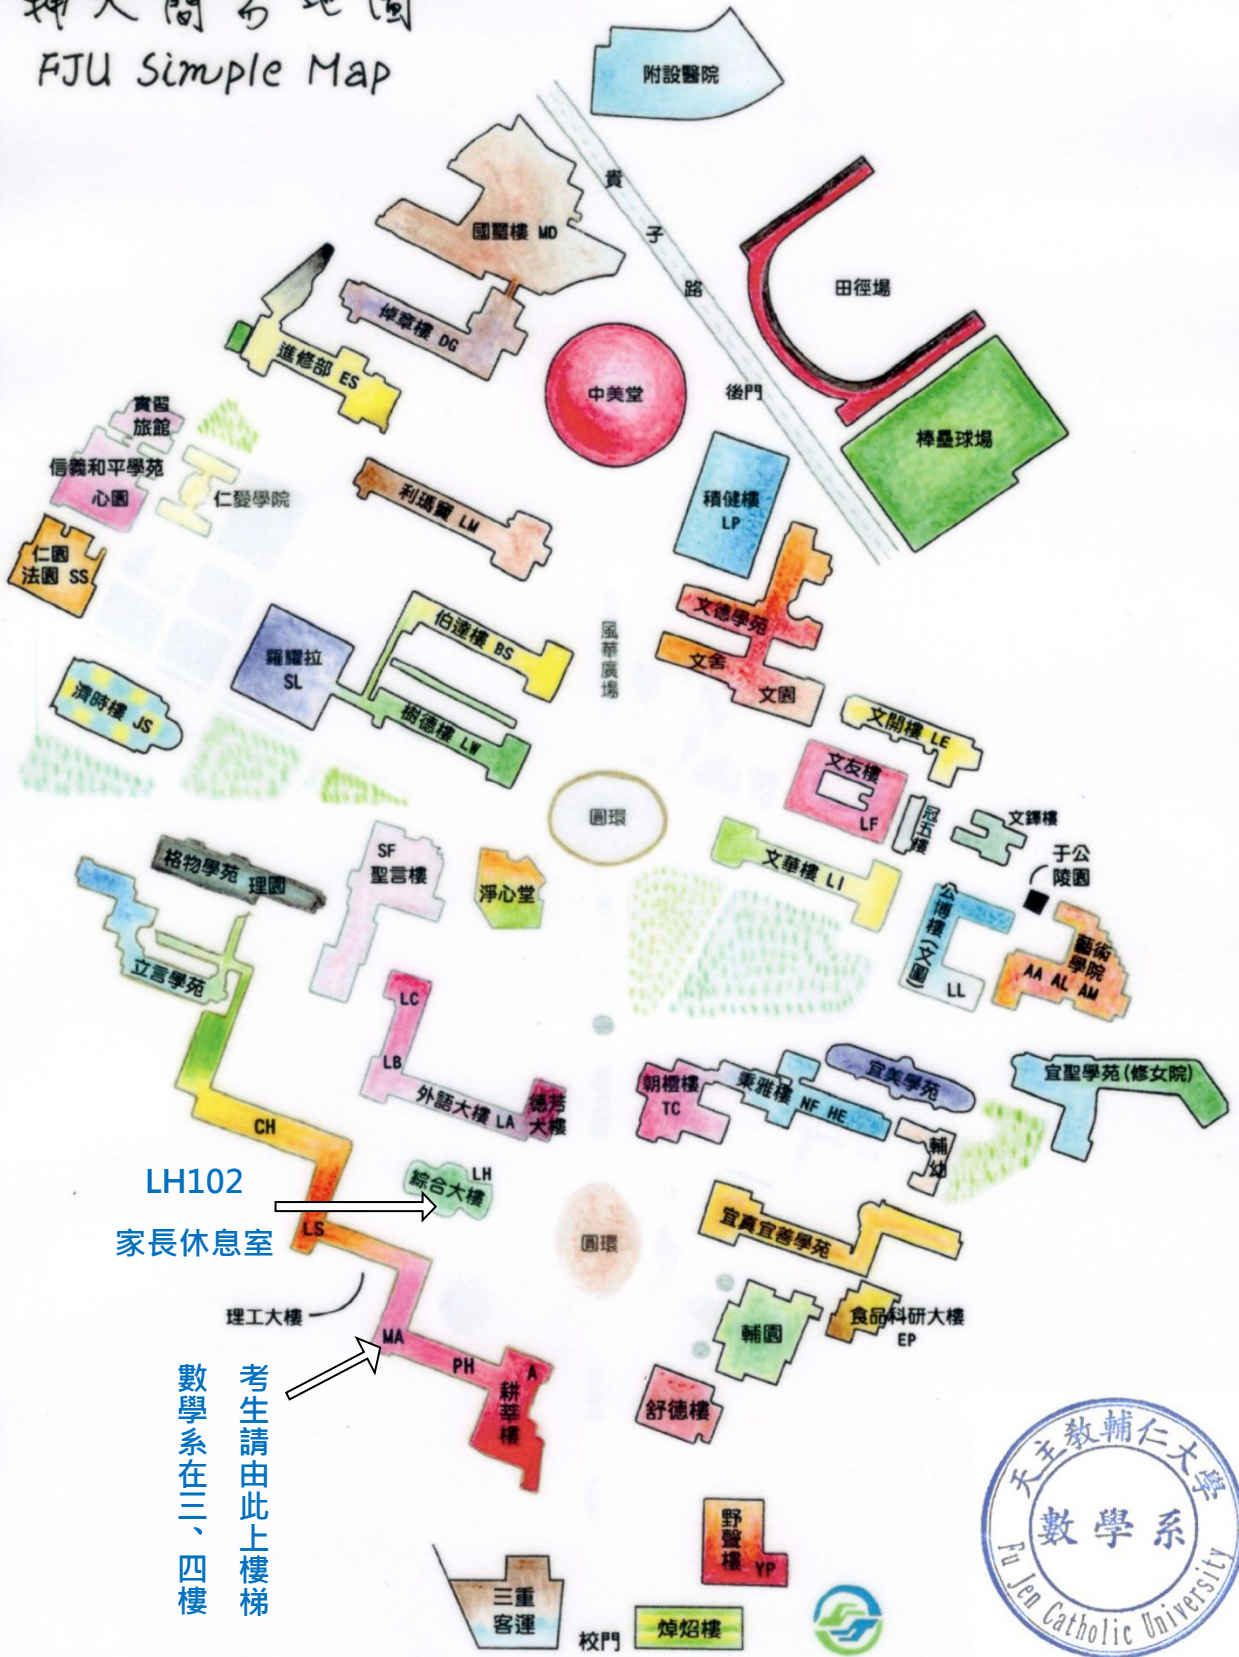 輔大簡易地圖
FJU Simple Map
附設醫院
貴子路
國璽樓 MD
田徑場
倬章樓 DG
進修部 ES
中美堂
後門
棒壘球場
實習
旅館
信義和平學苑
心園
仁愛學院
利瑪竇 LM
積健樓
LP
仁園
法園 SS
文德學苑
伯達樓 BS
風華廣場
羅耀拉
SL
文舍
文園
濟時樓 JS
樹德樓 LW
文開樓 LE
文友樓
LF
冠五樓
文鐸樓
圓環
于公
陵園
SF
聖言樓
格物學苑 理園
淨心堂
文華樓 LI
公博樓(文圖)
LL
藝術
學院
AA AL AM
立言學苑
LC
LB
外語大樓 LA
德芳
大樓
朝橒樓
TC
秉雅樓 NF HE
宜美學苑
宜聖學苑(修女院)
輔幼
CH
LH
綜合大樓
LH102
家長休息室
LS
圓環
宜真宜善學苑
理工大樓
MA
PH
A
耕莘樓
輔園
食品科研大樓
EP
舒德樓
考生請由此上樓梯
數學系在三、四樓
野聲樓
YP
三重
客運
校門
焯炤樓
天主教輔仁大學
數學系
Fu Jen Catholic University